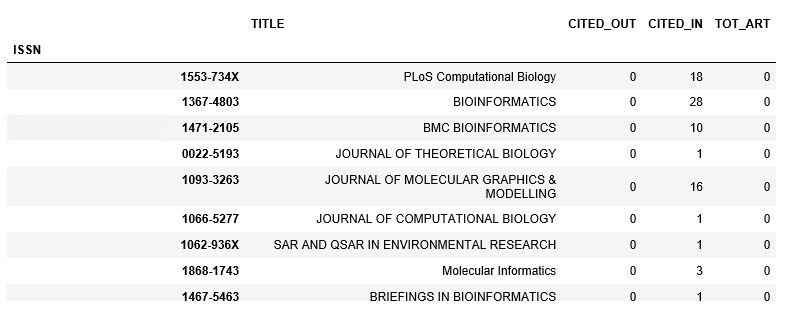 TITLE CITED_OUT CITED_IN TOT_ART
ISSN
1553-734X PLoS Computational Biology 0 18 0
1367-4803 BIOINFORMATICS 0 28 0
1471-2105 BMC BIOINFORMATICS 0 10 0
0022-5193 JOURNAL OF THEORETICAL BIOLOGY 0 1 0
1093-3263 JOURNAL OF MOLECULAR GRAPHICS & 0 16 0
MODELLING
1066-5277 JOURNAL OF COMPUTATIONAL BIOLOGY 0 1 0
1062-936X SAR AND QSAR IN ENVIRONMENTAL RESEARCH 0 1 0
1868-1743 Molecular Informatics 0 3 0
1467-5463 BRIEFINGS IN BIOINFORMATICS 0 1 0